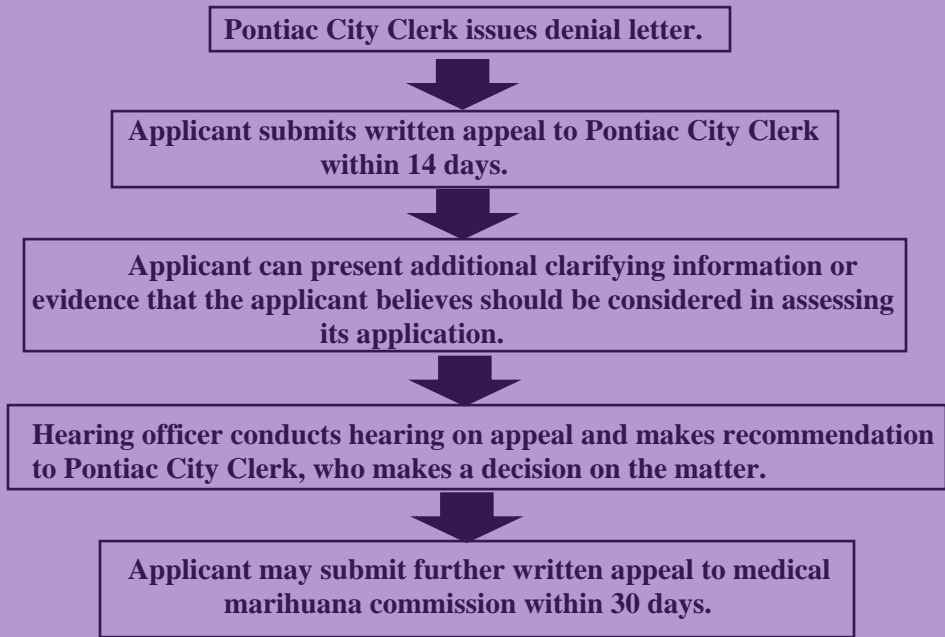 Pontiac City Clerk issues denial letter.
Applicant submits written appeal to Pontiac City Clerk
within 14 days.
Applicant can present additional clarifying information or
evidence that the applicant believes should be considered in assessing
its application.
Hearing officer conducts hearing on appeal and makes recommendation
to Pontiac City Clerk, who makes a decision on the matter.
Applicant may submit further written appeal to medical
marihuana commission within 30 days.